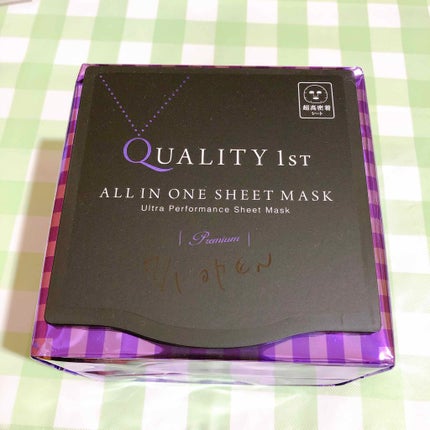 超高密着
シート
QUALITY 1ST
ALL IN ONE SHEET MASK
Ultra Performance Sheet Mask
Premium
OPEN